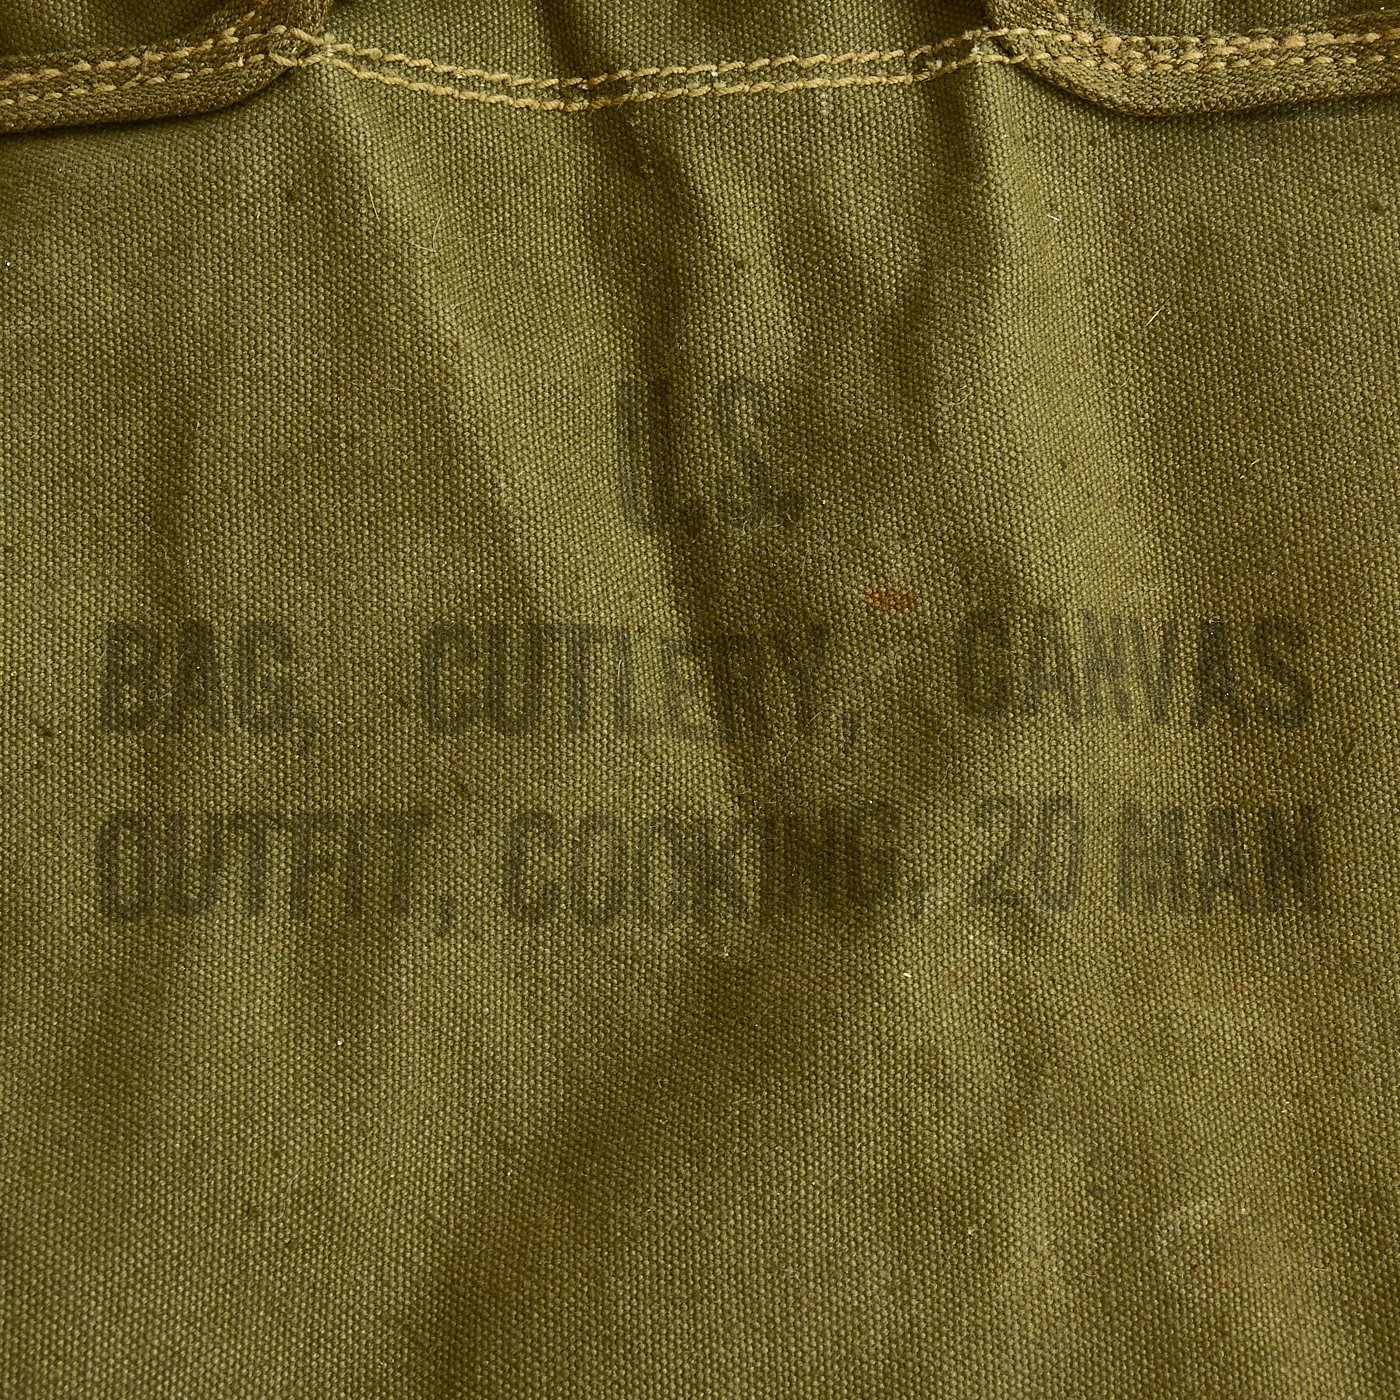 U.S.
BAG, CUTLERY, CANVAS
OUTFIT, COOKING, 20 MAN